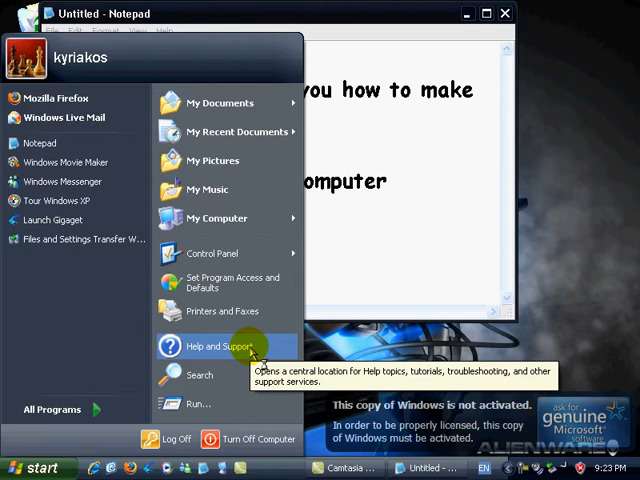 Untitled - Notepad
File Edit Format View Help
kyriakos
you how to make
omputer
Mozilla Firefox
Windows Live Mail
Notepad
Windows Movie Maker
Windows Messenger
Tour Windows XP
Launch Gigaget
Files and Settings Transfer W...
All Programs
My Documents
My Recent Documents
My Pictures
My Music
My Computer
Control Panel
Set Program Access and
Defaults
Printers and Faxes
Help and Support
Search
Run...
Opens a central location for Help topics, tutorials, troubleshooting, and other
support services.
Log Off
Turn Off Computer
This copy of Windows is not activated.
In order to be properly licensed, this copy
of Windows must be activated.
ask for
genuine
Microsoft
software
ALIENWARE
start
Camtasia ...
Untitled - ...
EN
9:23 PM